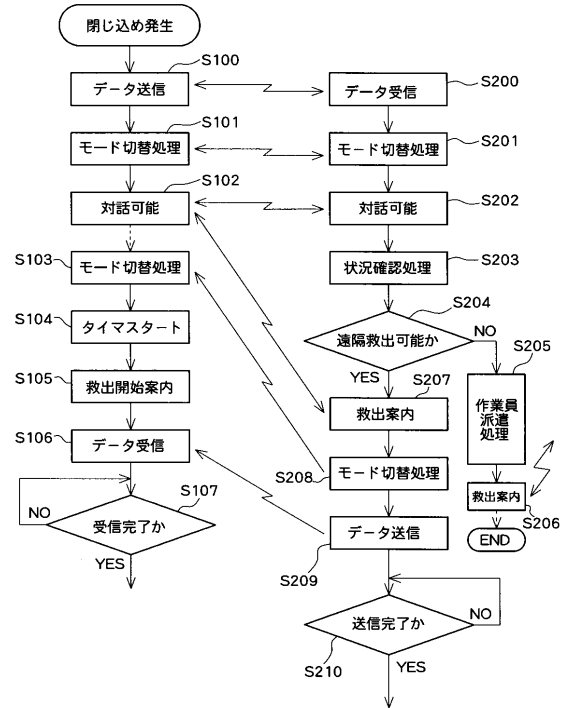 閉じ込め発生
S100
データ送信
S101
モード切替処理
S102
対話可能
S103
モード切替処理
S104
タイマスタート
S105
救出開始案内
S106
データ受信
S107
受信完了か
NO
YES
S200
データ受信
S201
モード切替処理
S202
対話可能
S203
状況確認処理
S204
遠隔救出可能か
NO
YES
S205
作業員
派遣
処理
S206
救出案内
END
S207
救出案内
S208
モード切替処理
S209
データ送信
S210
送信完了か
NO
YES